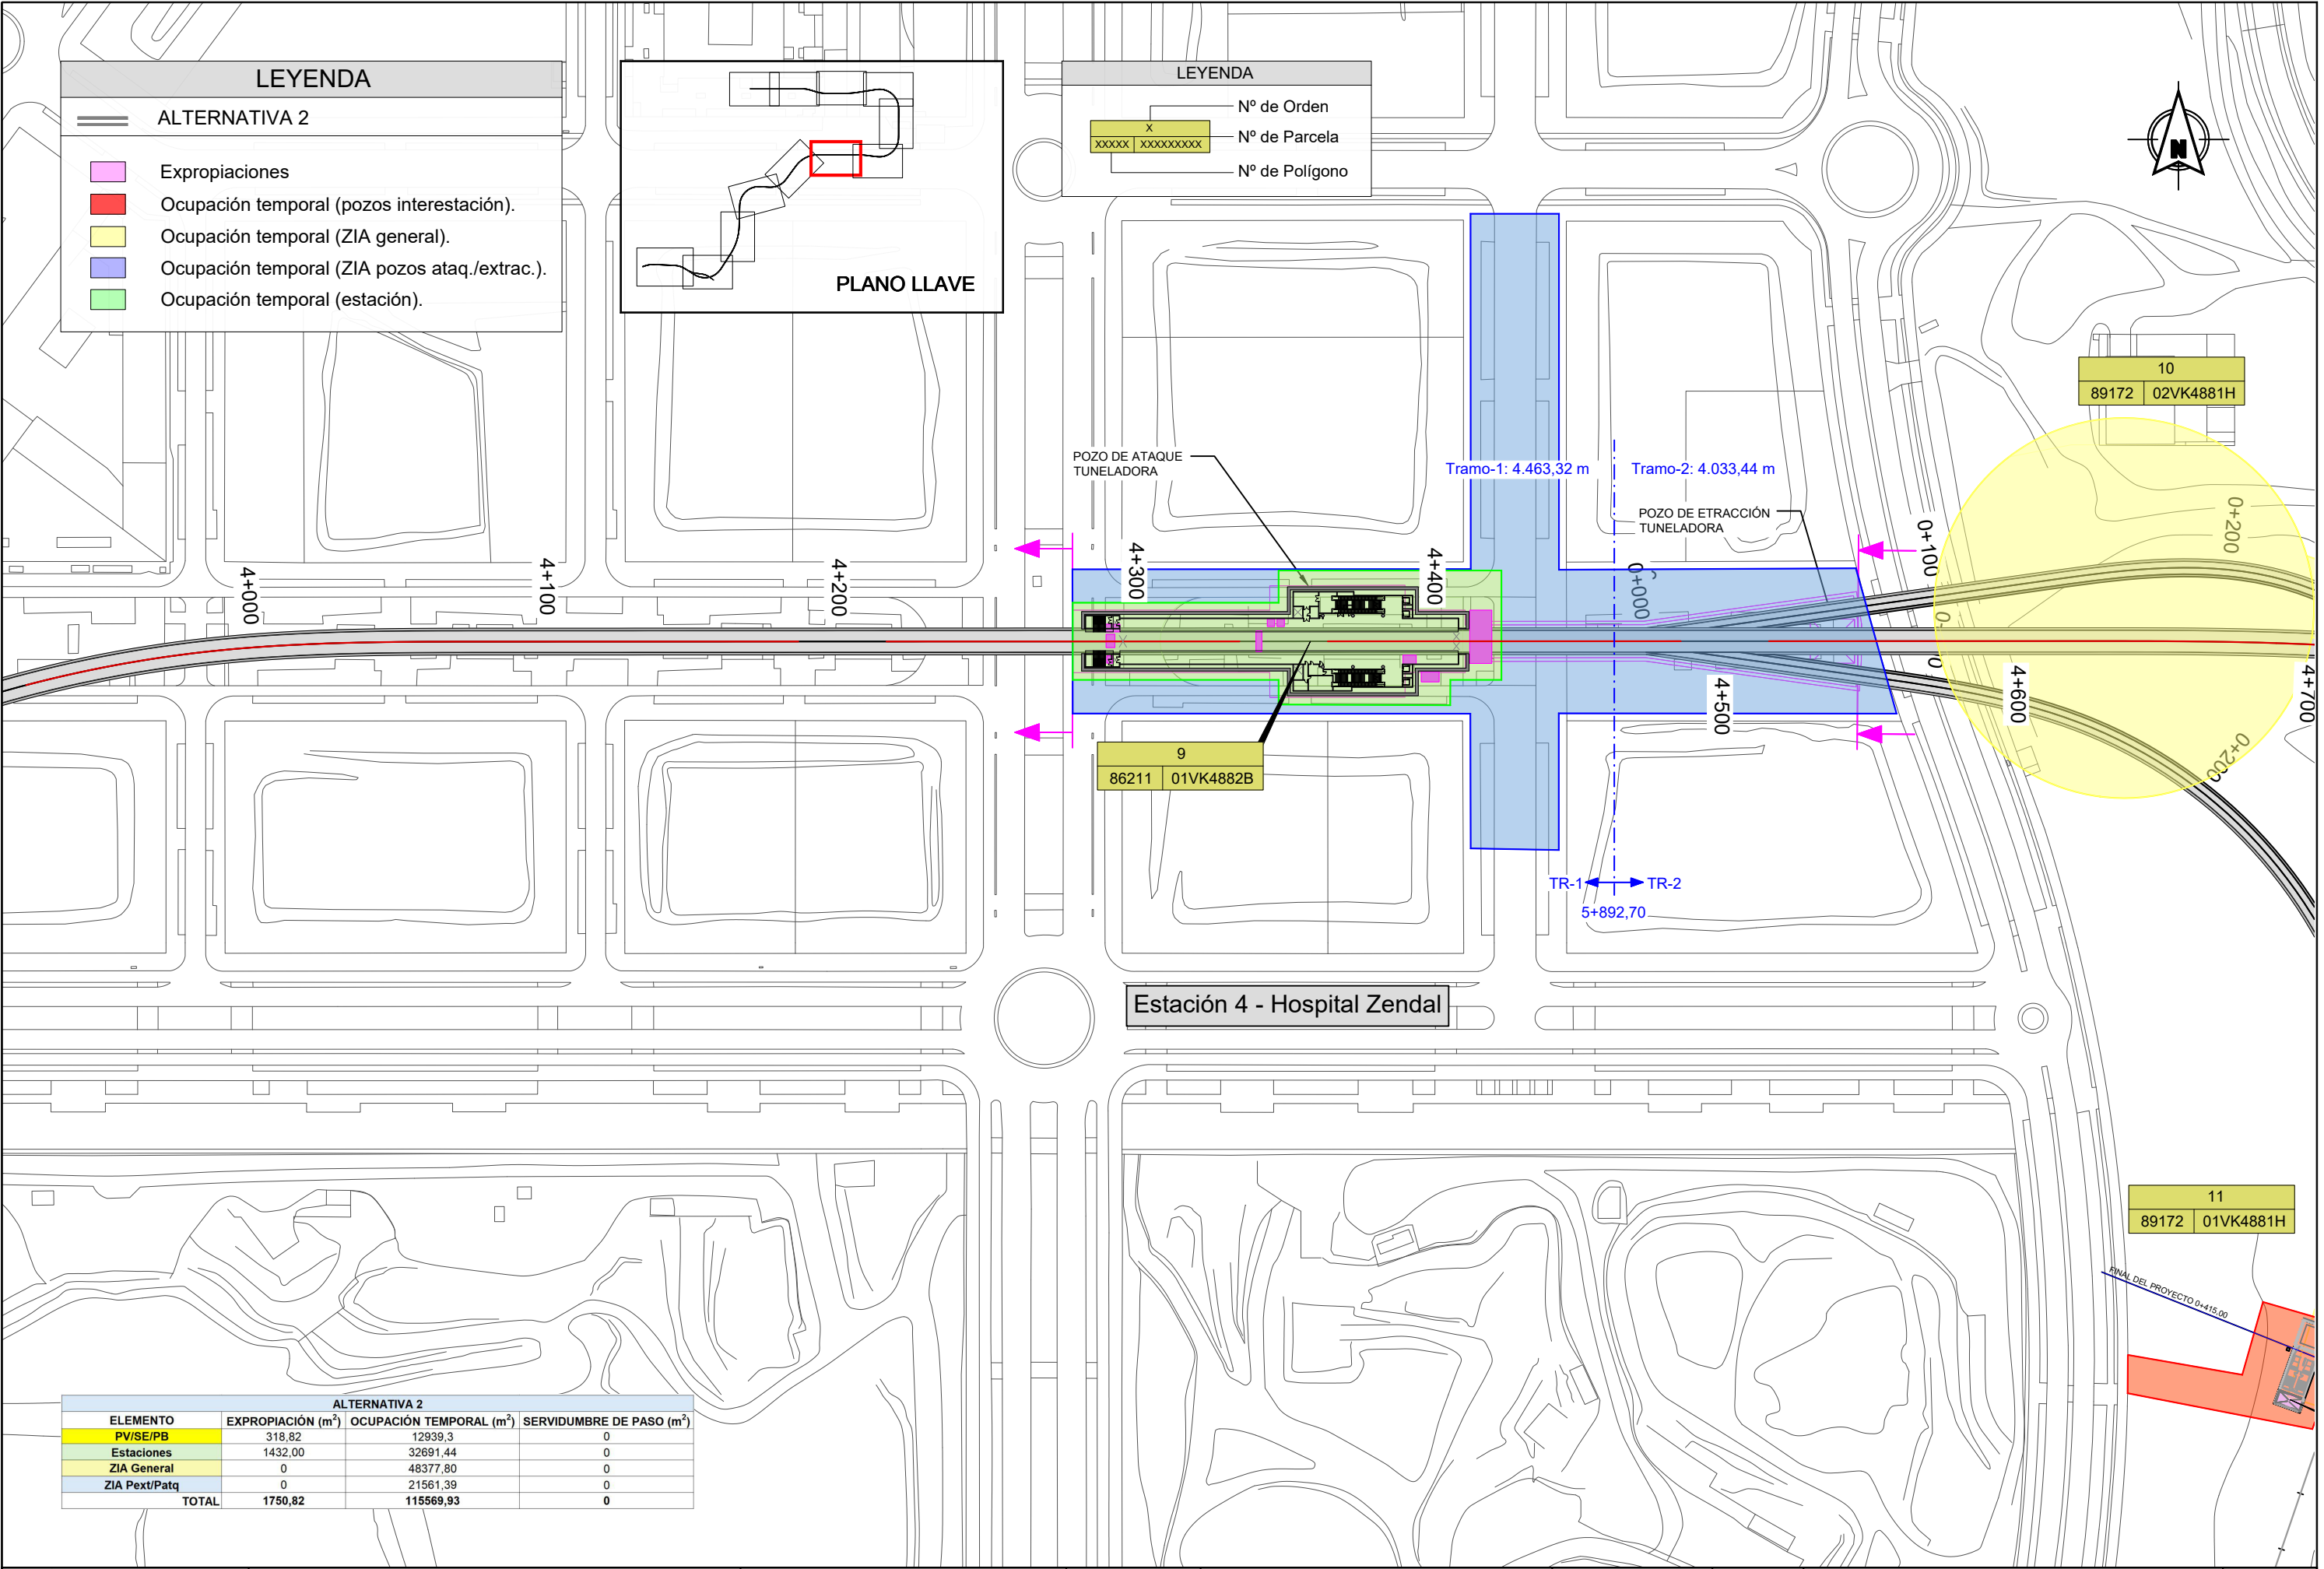 LEYENDA
ALTERNATIVA 2
Expropiaciones
Ocupación temporal (pozos interestación).
Ocupación temporal (ZIA general).
Ocupación temporal (ZIA pozos ataq./extrac.).
Ocupación temporal (estación).
PLANO LLAVE
LEYENDA
X
XXXXX XXXXXXXXX
Nº de Orden
Nº de Parcela
Nº de Polígono
N
10
89172 02VK4881H
POZO DE ATAQUE
TUNELADORA
Tramo-1: 4.463,32 m
Tramo-2: 4.033,44 m
POZO DE ETRACCIÓN
TUNELADORA
4+000
4+100
4+200
4+300
4+400
0+000
0+100
0+200
4+500
4+600
4+700
0+200
9
86211 01VK4882B
TR-1 TR-2
5+892,70
Estación 4 - Hospital Zendal
11
89172 01VK4881H
FINAL DEL PROYECTO 0+415.00
ALTERNATIVA 2
ELEMENTO EXPROPIACIÓN (m²) OCUPACIÓN TEMPORAL (m²) SERVIDUMBRE DE PASO (m²)
PV/SE/PB 318,82 12939,3 0
Estaciones 1432,00 32691,44 0
ZIA General 0 48377,80 0
ZIA Pext/Patq 0 21561,39 0
TOTAL 1750,82 115569,93 0